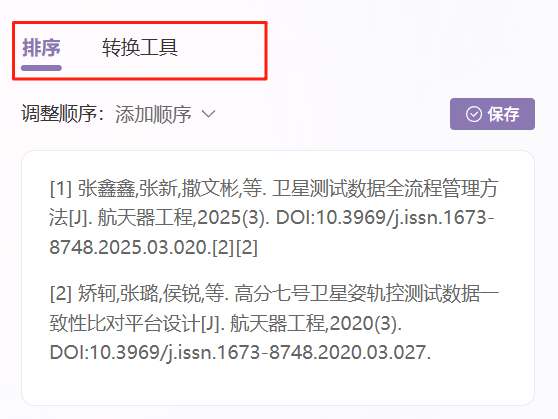 排序 转换工具
调整顺序： 添加顺序 保存
[1] 张鑫鑫,张新,撒文彬,等. 卫星测试数据全流程管理方
法[J]. 航天器工程,2025(3). DOI:10.3969/j.issn.1673-
8748.2025.03.020.[2][2]
[2] 矫轲,张璐,侯锐,等. 高分七号卫星姿轨控测试数据一
致性比对平台设计[J]. 航天器工程,2020(3).
DOI:10.3969/j.issn.1673-8748.2020.03.027.